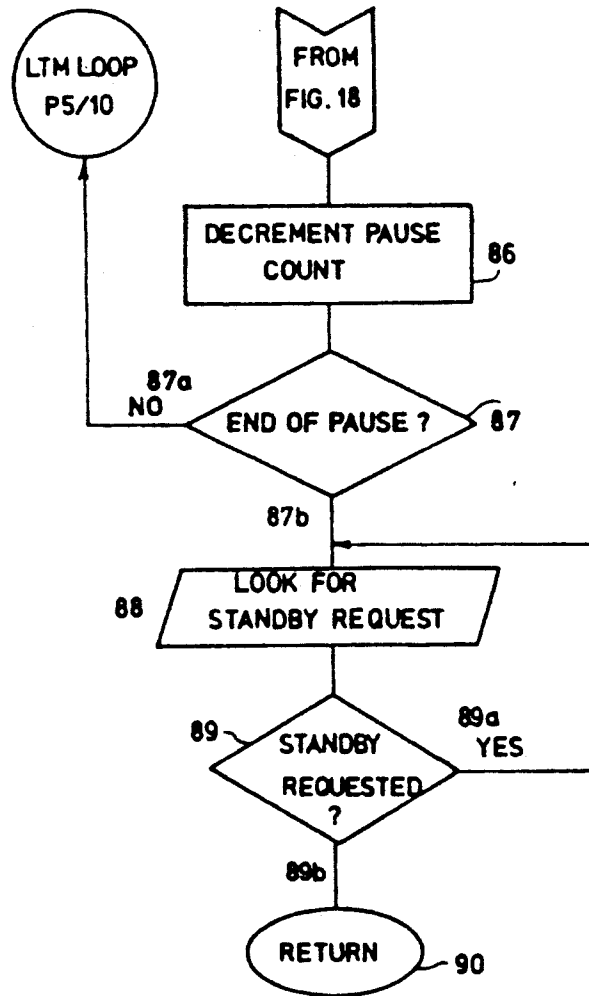 LTM LOOP
P5/10
FROM
FIG. 18
DECREMENT PAUSE
COUNT
86
87a
NO
END OF PAUSE ?
87
87b
LOOK FOR
STANDBY REQUEST
88
89
STANDBY
REQUESTED
?
89a
YES
89b
RETURN
90